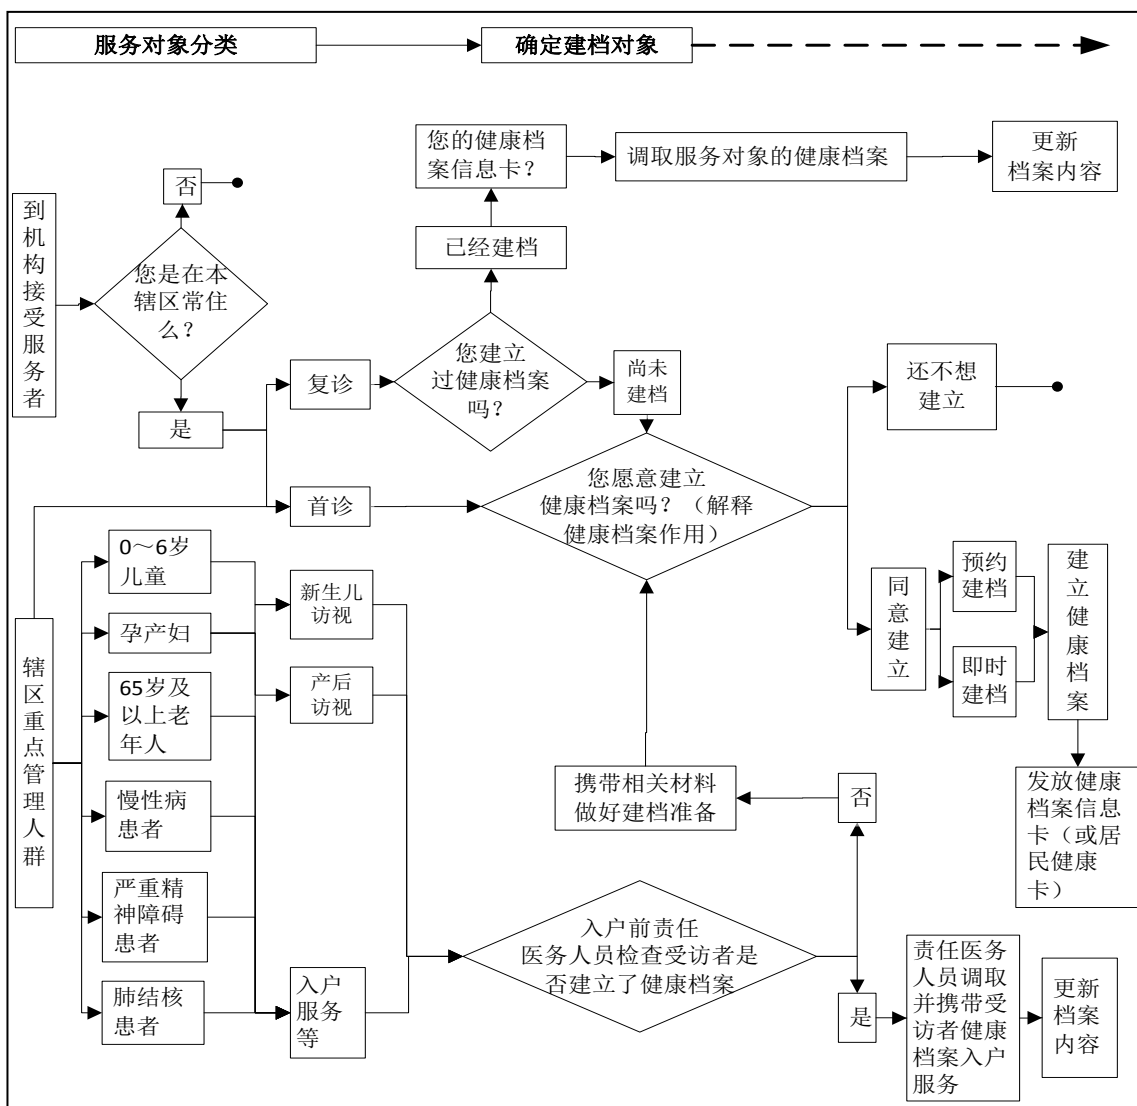 服务对象分类
确定建档对象
您的健康档
案信息卡？
调取服务对象的健康档案
更新
档案内容
否
到
机
构
接
受
服
务
者
您是在本
辖区常住
么？
已经建档
是
复诊
您建立
过健康档案
吗？
尚未
建档
还不想
建立
首诊
您愿意建立
健康档案吗？（解释
健康档案作用）
0～6岁
儿童
新生儿
访视
孕产妇
产后
访视
65岁及
以上老
年人
慢性病
患者
严重精
神障碍
患者
肺结核
患者
辖
区
重
点
管
理
人
群
入户
服务
等
同
意
建
立
预约
建档
即时
建档
建
立
健
康
档
案
发放健康
档案信息
卡（或居
民健康
卡）
携带相关材料
做好建档准备
否
入户前责任
医务人员检查受访者是
否建立了健康档案
是
责任医务
人员调取
并携带受
访者健康
档案入户
服务
更新
档案
内容